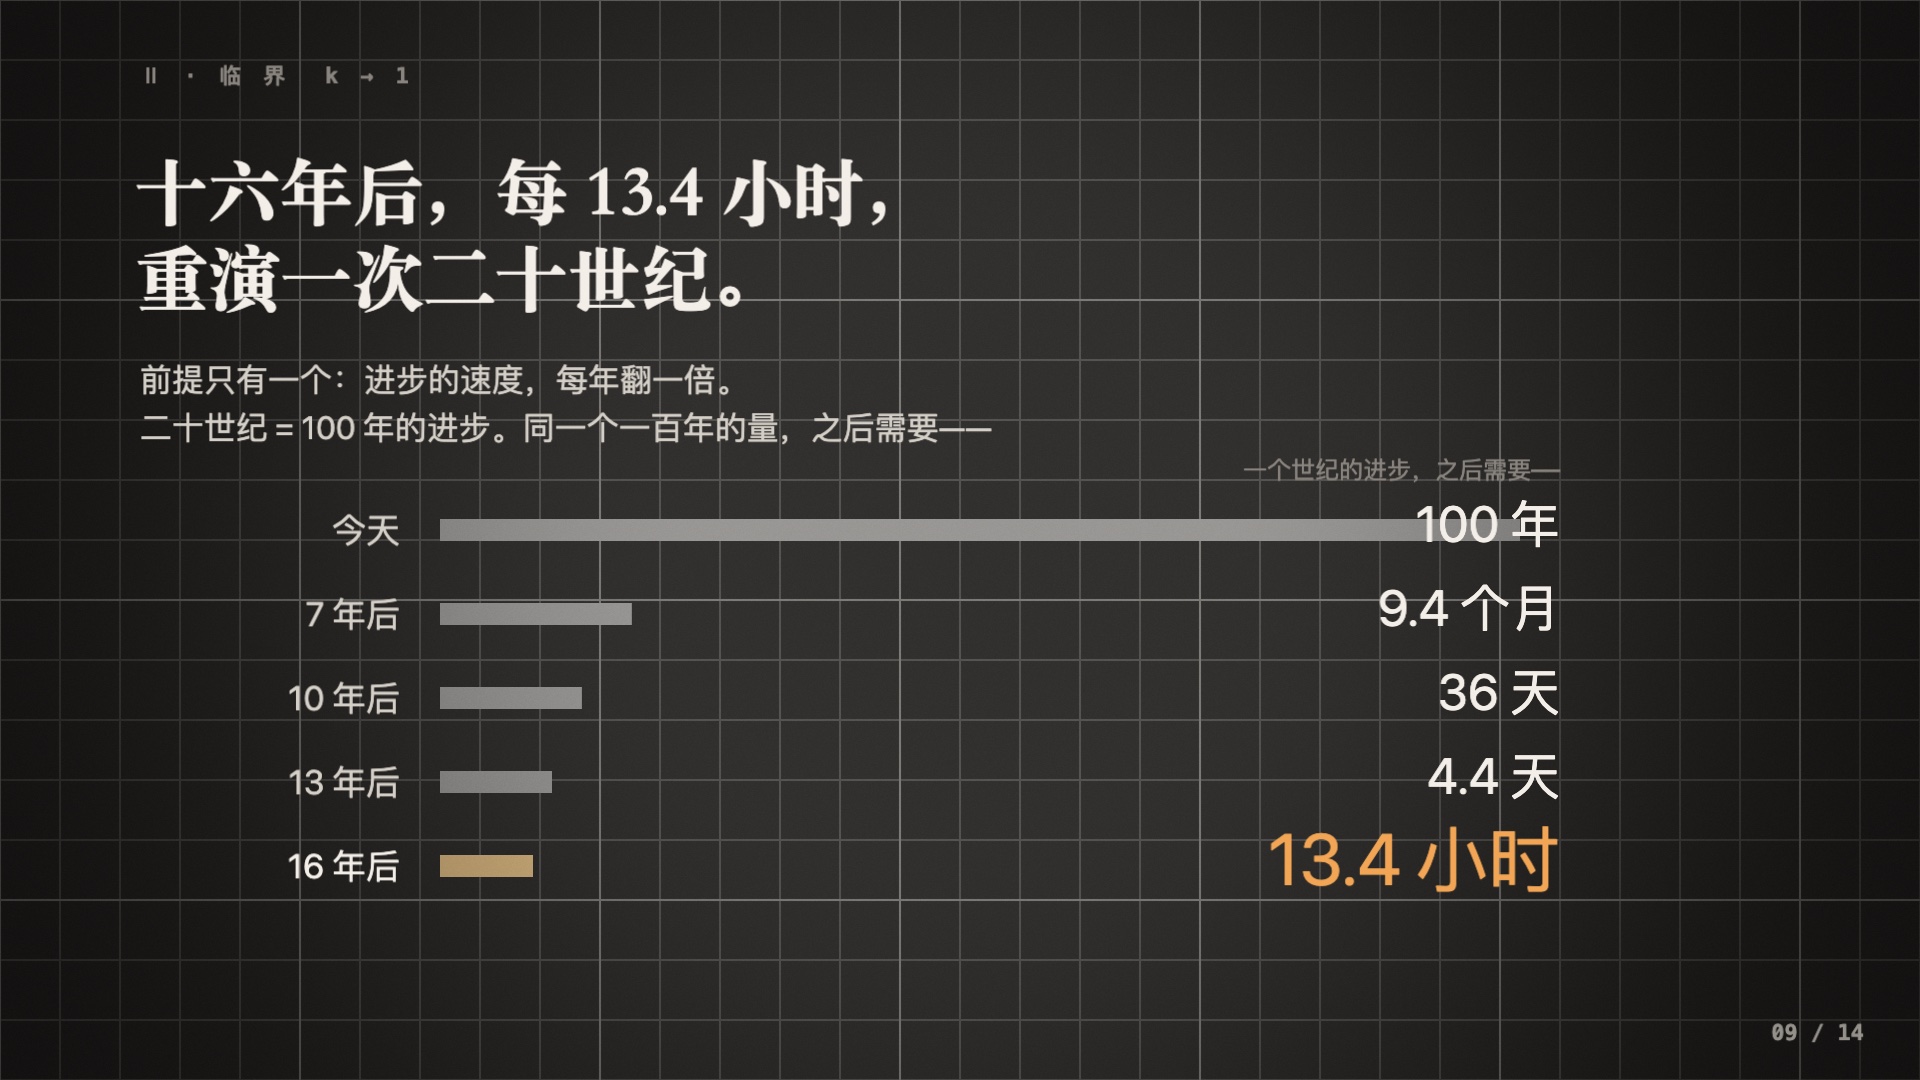 II · 临界 k → 1
十六年后，每 13.4 小时，
重演一次二十世纪。
前提只有一个：进步的速度，每年翻一倍。
二十世纪 = 100 年的进步。同一个一百年的量，之后需要——
一个世纪的进步，之后需要——
今天 100 年
7 年后 9.4 个月
10 年后 36 天
13 年后 4.4 天
16 年后 13.4 小时
09 / 14